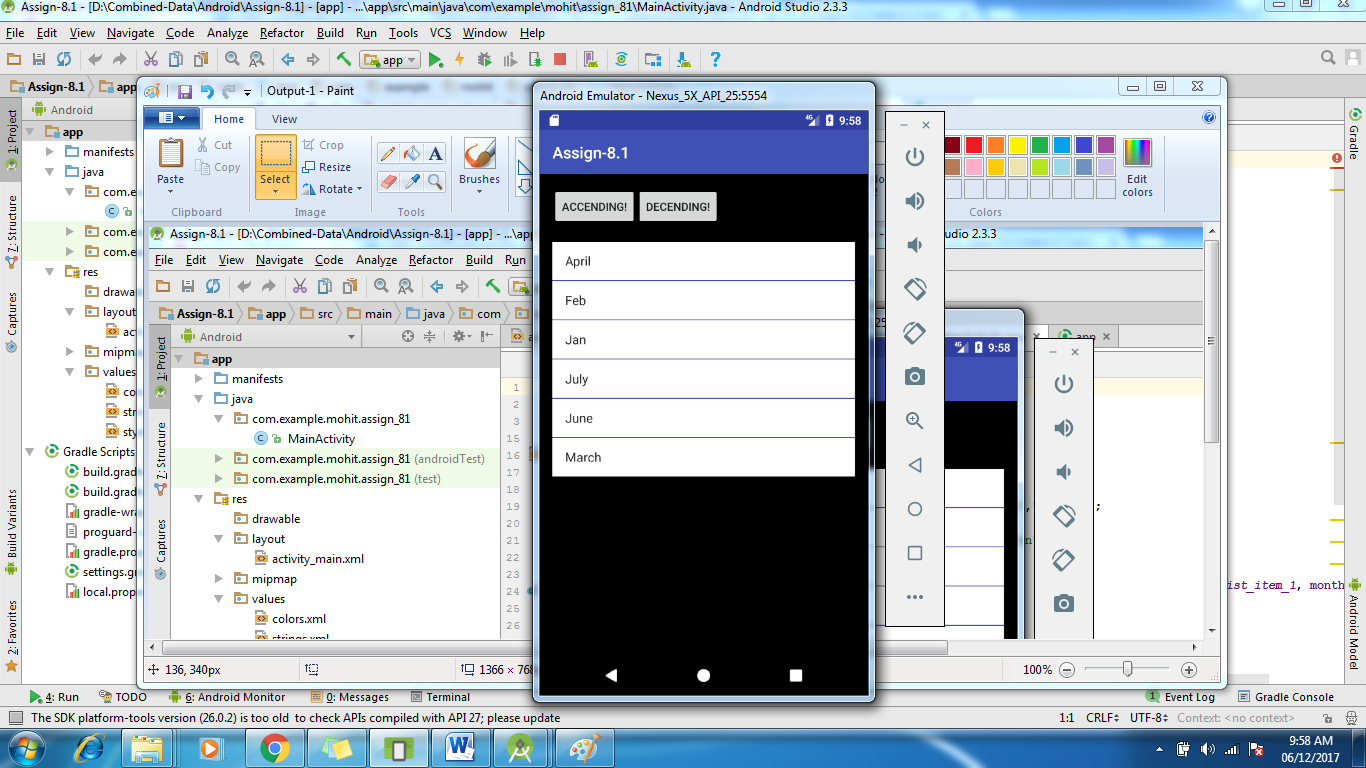 Assign-8.1 - [D:\Combined-Data\Android\Assign-8.1] - [app] - ...\app\src\main\java\com\example\mohit\assign_81\MainActivity.java - Android Studio 2.3.3
File Edit View Navigate Code Analyze Refactor Build Run Tools VCS Window Help
app
Assign-8.1 app
Android
1: Project
7: Structure
Captures
Build Variants
2: Favorites
app
manifests
java
com.e
com.e
com.e
res
drawa
layou
ac
mipm
values
co
str
sty
Gradle Scripts
build.grad
build.grad
gradle-wra
proguard-
gradle.pro
settings.gr
local.prop
Output-1 - Paint
Home View
Paste
Cut
Copy
Clipboard
Select
Crop
Resize
Rotate
Image
Tools
Brushes
Colors
Edit colors
Assign-8.1 - [D:\Combined-Data\Android\Assign-8.1] - [app] - ...\app
Studio 2.3.3
File Edit View Navigate Code Analyze Refactor Build Run
Assign-8.1 app src main java com
Android
1: Project
7: Structure
Captures
app
manifests
java
com.example.mohit.assign_81
MainActivity
com.example.mohit.assign_81 (androidTest)
com.example.mohit.assign_81 (test)
res
drawable
layout
activity_main.xml
mipmap
values
colors.xml
strings.xml
1
2
3
15
16
17
18
19
20
21
22
23
24
25
26
Android Emulator - Nexus_5X_API_25:5554
4G 9:58
Assign-8.1
ACCENDING! DECENDING!
April
Feb
Jan
July
June
March
4G 9:58
app
ist_item_1, month
Gradle
Android Model
136, 340px
1366 × 768
100%
4: Run TODO 6: Android Monitor 0: Messages Terminal
1 Event Log Gradle Console
The SDK platform-tools version (26.0.2) is too old to check APIs compiled with API 27; please update
1:1 CRLF UTF-8 Context: <no context>
9:58 AM
06/12/2017